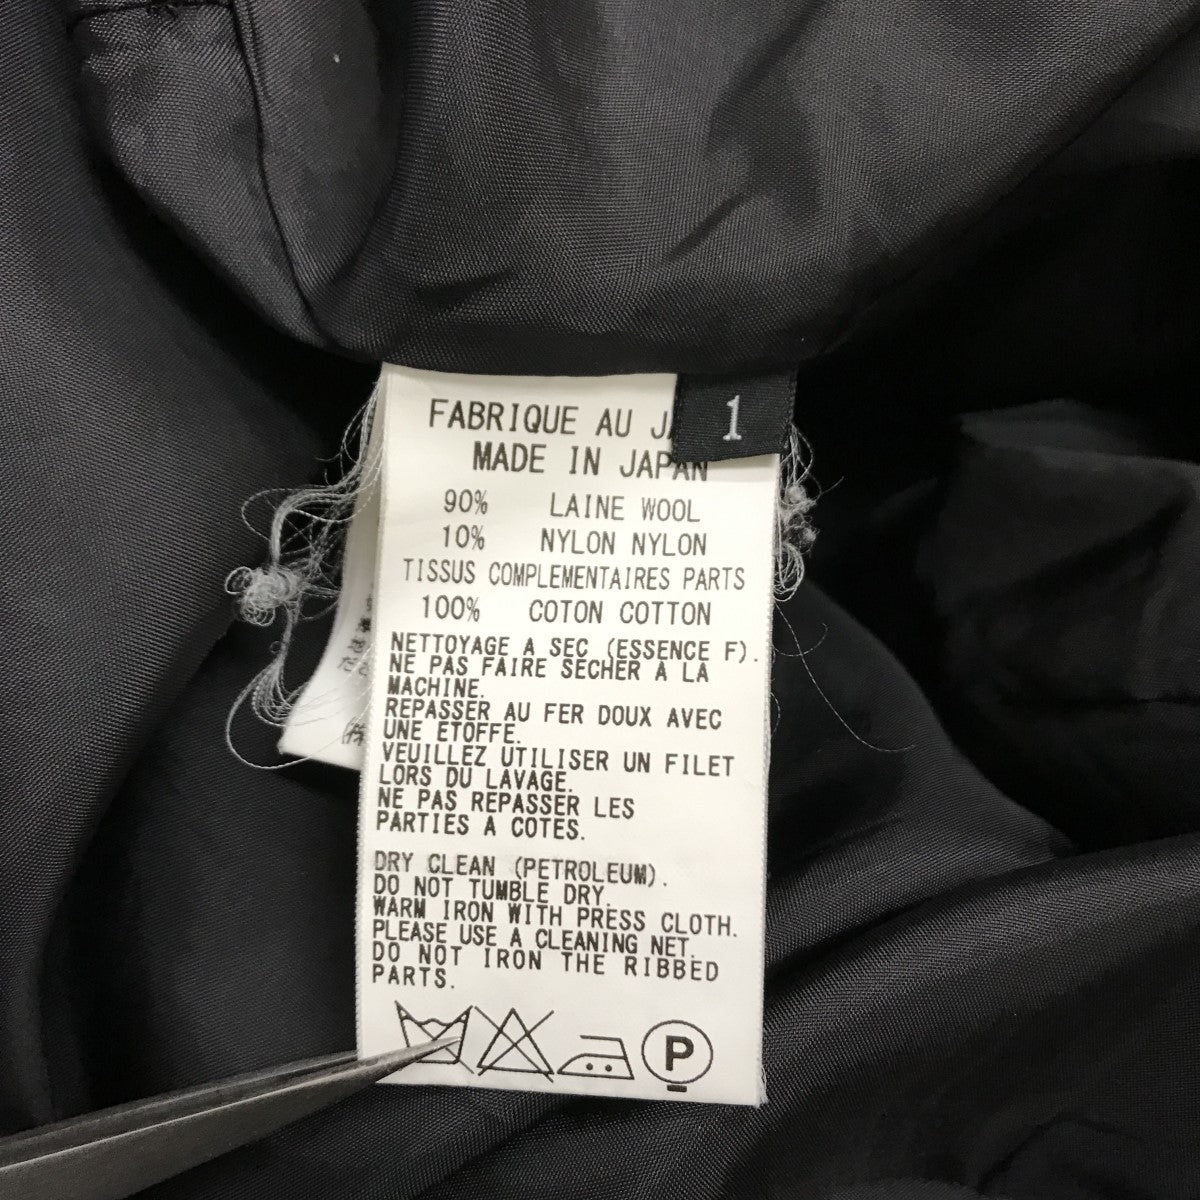 1
FABRIQUE AU
MADE IN JAPAN
90% LAINE WOOL
10% NYLON NYLON
TISSUS COMPLEMENTAIRES PARTS
100% COTON COTTON
NETTOYAGE A SEC (ESSENCE F).
NE PAS FAIRE SECHER A LA
MACHINE.
REPASSER AU FER DOUX AVEC
UNE ETOFFE.
VEUILLEZ UTILISER UN FILET
LORS DU LAVAGE.
NE PAS REPASSER LES
PARTIES A COTES.
DRY CLEAN (PETROLEUM).
DO NOT TUMBLE DRY.
WARM IRON WITH PRESS CLOTH.
PLEASE USE A CLEANING NET.
DO NOT IRON THE RIBBED
PARTS.
P